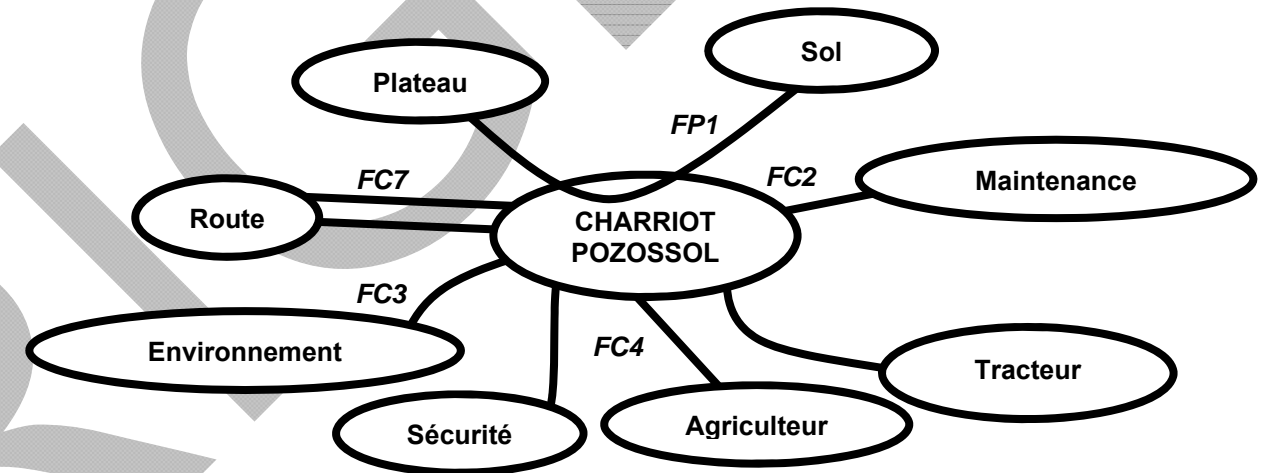 Sol
Plateau
FP1
FC7
FC2
Maintenance
Route
CHARRIOT
POZOSSOL
FC3
Environnement
FC4
Tracteur
Sécurité
Agriculteur